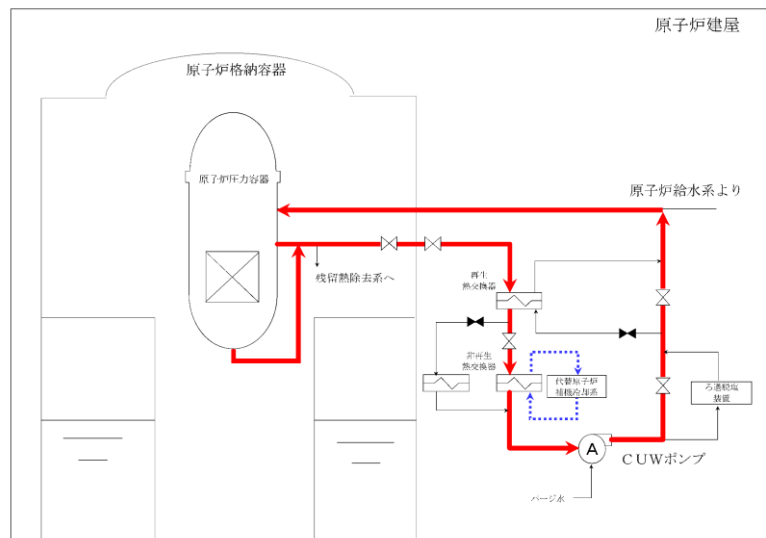 原子炉建屋
原子炉格納容器
原子炉圧力容器
原子炉給水系より
残留熱除去系へ
再生
熱交換器
非再生
熱交換器
代替原子炉
補機冷却系
ろ過脱塩
装置
A
CUWポンプ
パージ水